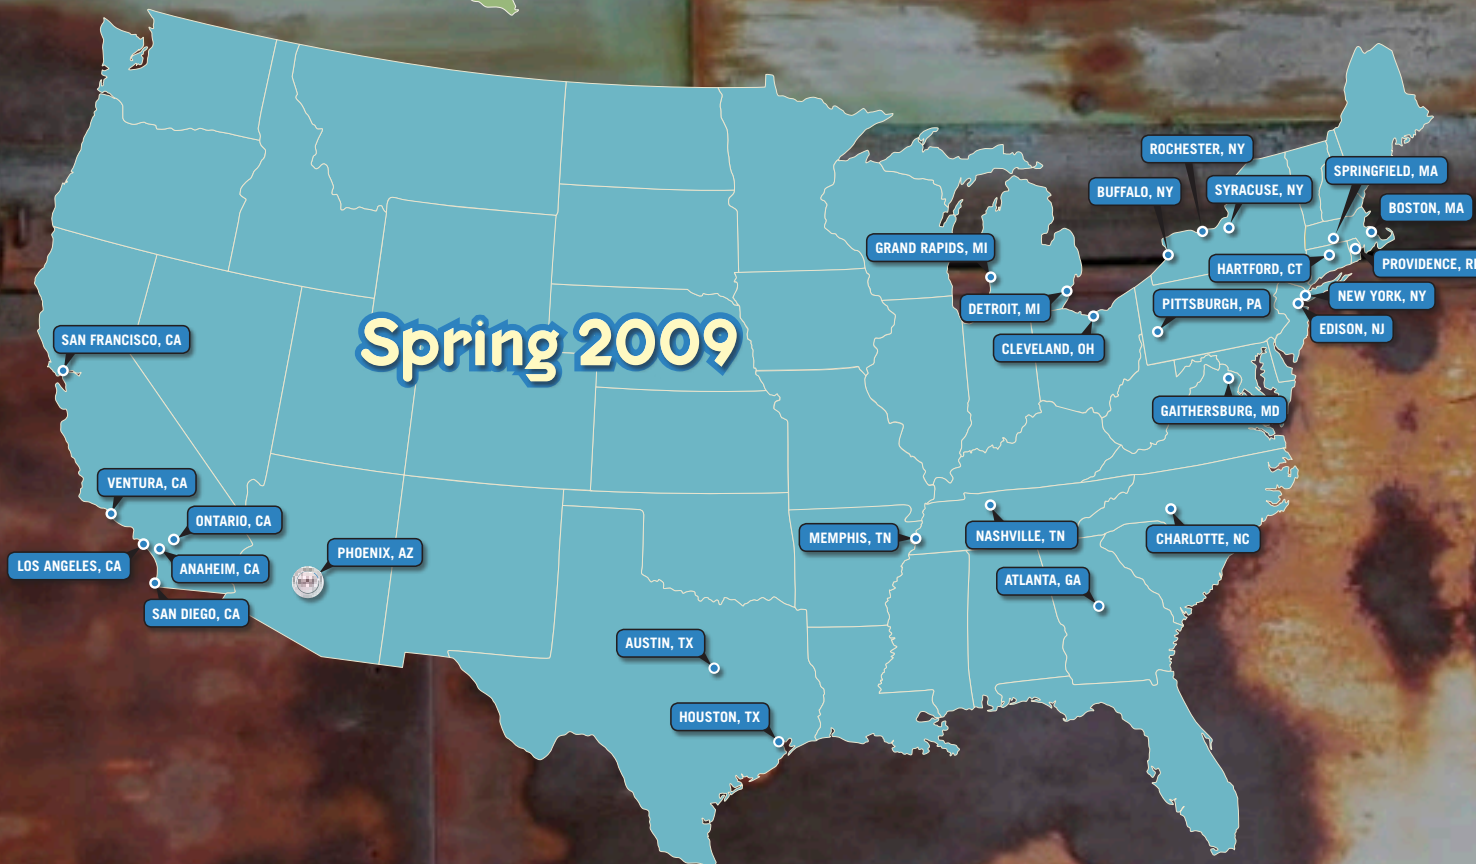 ROCHESTER, NY
SPRINGFIELD, MA
BUFFALO, NY
SYRACUSE, NY
BOSTON, MA
GRAND RAPIDS, MI
HARTFORD, CT
PROVIDENCE, RI
DETROIT, MI
PITTSBURGH, PA
NEW YORK, NY
EDISON, NJ
SAN FRANCISCO, CA
Spring 2009
CLEVELAND, OH
GAITHERSBURG, MD
VENTURA, CA
ONTARIO, CA
MEMPHIS, TN
NASHVILLE, TN
CHARLOTTE, NC
LOS ANGELES, CA
ANAHEIM, CA
PHOENIX, AZ
ATLANTA, GA
SAN DIEGO, CA
AUSTIN, TX
HOUSTON, TX